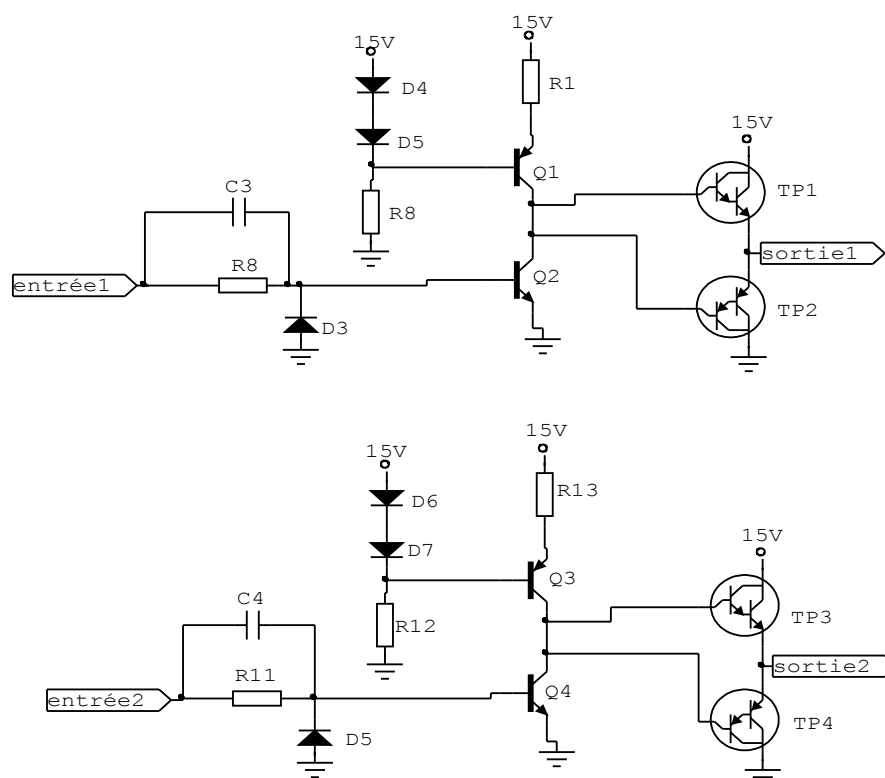 15V
15V
D4
R1
D5
15V
Q1
TP1
C3
R8
R8
sortie1
entrée1
Q2
D3
TP2
15V
15V
D6
R13
D7
15V
Q3
C4
R12
TP3
R11
sortie2
entrée2
Q4
D5
TP4